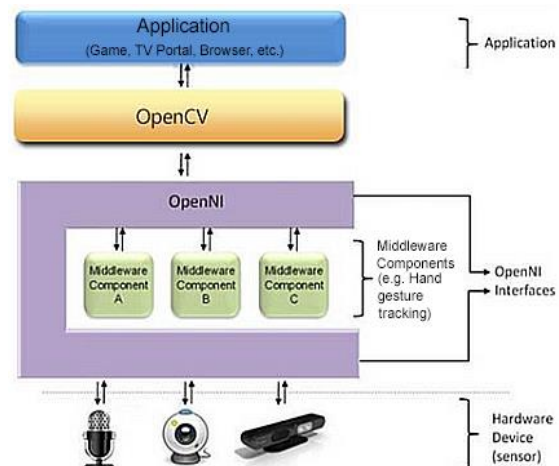 Application
(Game, TV Portal, Browser, etc.)
Application
OpenCV
OpenNI
Middleware
Component
A
Middleware
Component
B
Middleware
Component
C
Middleware
Components
(e.g. Hand
gesture
tracking)
OpenNI
Interfaces
Hardware
Device
(sensor)